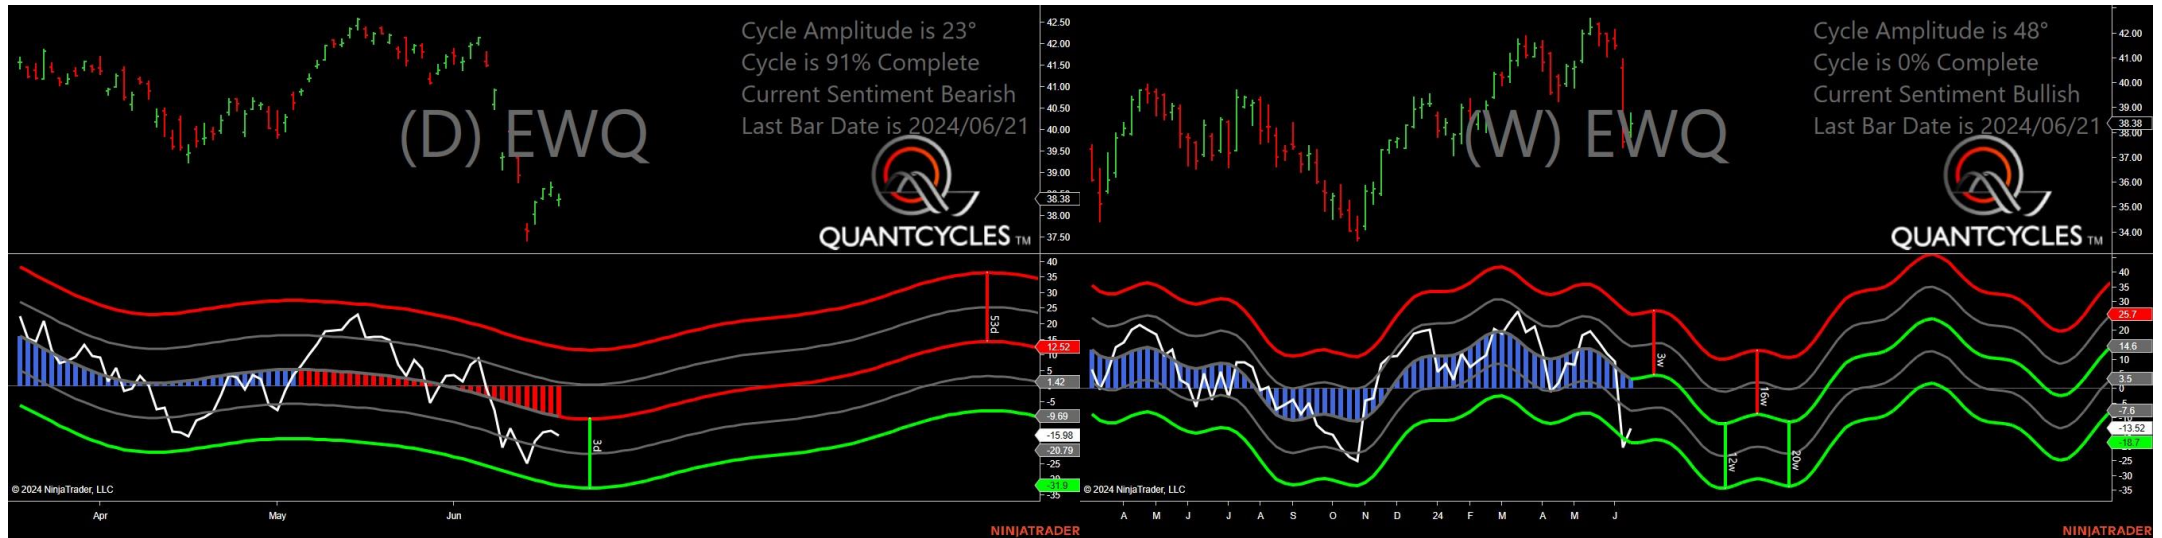 Cycle Amplitude is 23°
Cycle is 91% Complete
Current Sentiment Bearish
Last Bar Date is 2024/06/21
(D) EWQ
QUANTCYCLES TM
42.50
42.00
41.50
41.00
40.50
40.00
39.50
39.00
38.38
38.00
37.50
40
35
30
25
20
15
12.52
10
5
1.42
-5
-9.69
-15.98
-20.79
-25
-31.9
-35
53d
3d
© 2024 NinjaTrader, LLC
Apr
May
Jun
NINJATRADER
Cycle Amplitude is 48°
Cycle is 0% Complete
Current Sentiment Bullish
Last Bar Date is 2024/06/21
(W) EWQ
QUANTCYCLES TM
42.00
41.00
40.00
39.00
38.38
38.00
37.00
36.00
35.00
34.00
40
35
30
25.7
20
14.6
10
5
3.5
-7.6
-13.52
-18.7
-25
-30
-35
3w
16w
12w
20w
© 2024 NinjaTrader, LLC
A
M
J
J
A
S
O
N
D
24
F
M
A
M
J
NINJATRADER